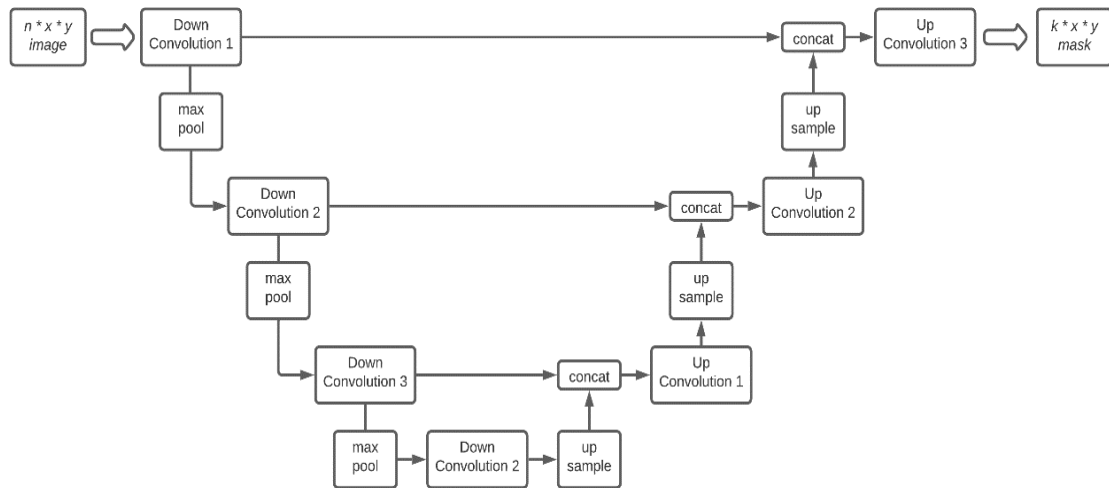 n * x * y
image
Down
Convolution 1
concat
Up
Convolution 3
k * x * y
mask
max
pool
up
sample
Down
Convolution 2
concat
Up
Convolution 2
max
pool
up
sample
Down
Convolution 3
concat
Up
Convolution 1
max
pool
Down
Convolution 2
up
sample